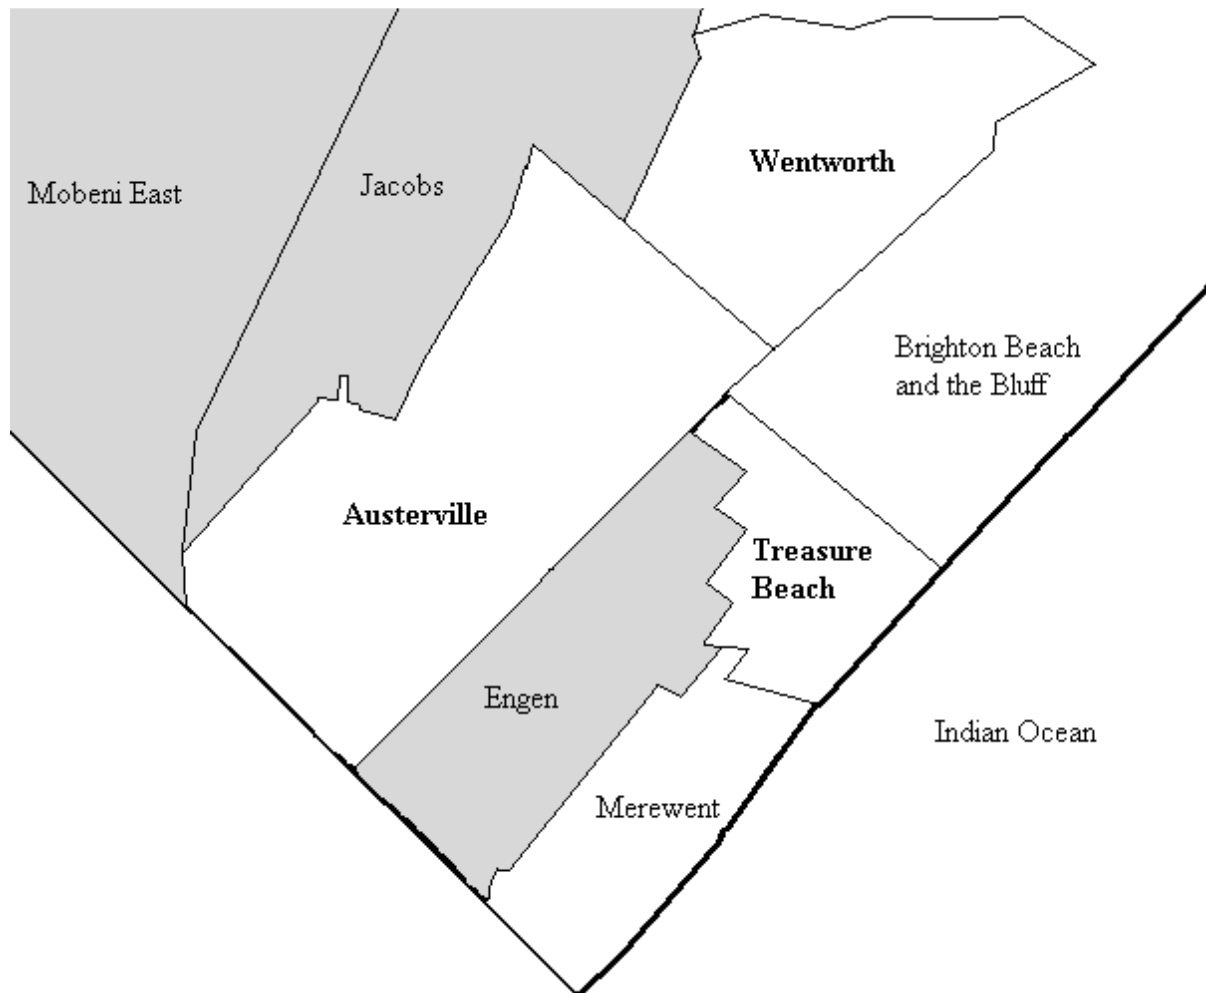 Wentworth
Jacobs
Mobeni East
Brighton Beach
and the Bluff
Austerville
Treasure
Beach
Engen
Indian Ocean
Merewent